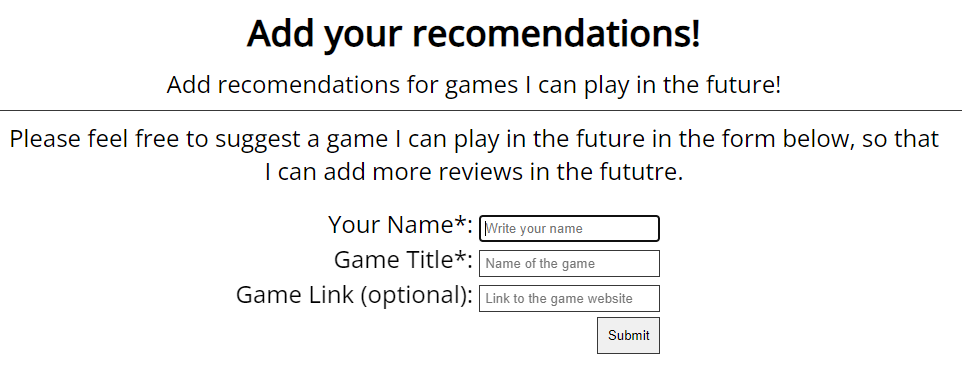 Add your recomendations!
Add recomendations for games I can play in the future!
Please feel free to suggest a game I can play in the future in the form below, so that
I can add more reviews in the fututre.
Your Name*: Write your name
Game Title*: Name of the game
Game Link (optional): Link to the game website
Submit